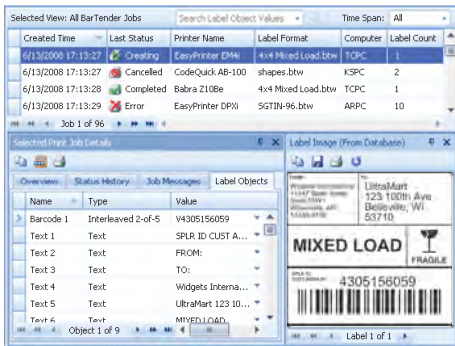 Selected View: All BarTender Jobs Search Label Object Values Time Span: All
Created Time Last Status Printer Name Label Format Computer Label Count
6/13/2008 17:13:27 Creating EasyPrinter EM4i 4x4 Mixed Load.btw TCPC 1
6/13/2008 17:13:27 Cancelled CodeQuick AB-100 shapes.btw KSPC 2
6/13/2008 17:13:28 Completed Babra Z10Be 4x4 Mixed Load.btw TCPC 1
6/13/2008 17:13:29 Error EasyPrinter DPXi SGTIN-96.btw ARPC 10
Job 1 of 96
Selected Print Job Details
Overview Status History Job Messages Label Objects
Name Type Value
Barcode 1 Interleaved 2-of-5 V4305156059
Text 1 Text SPLR ID CUST A...
Text 2 Text FROM:
Text 3 Text TO:
Text 4 Text Widgets Interna...
Text 5 Text UltraMart 123 10...
Text 6 Text MIXED LOAD
Object 1 of 9
Label Image (From Database)
UltraMart
123 100th Ave
Belleville, WI
53710
MIXED LOAD
FRAGILE
4305156059
Label 1 of 1